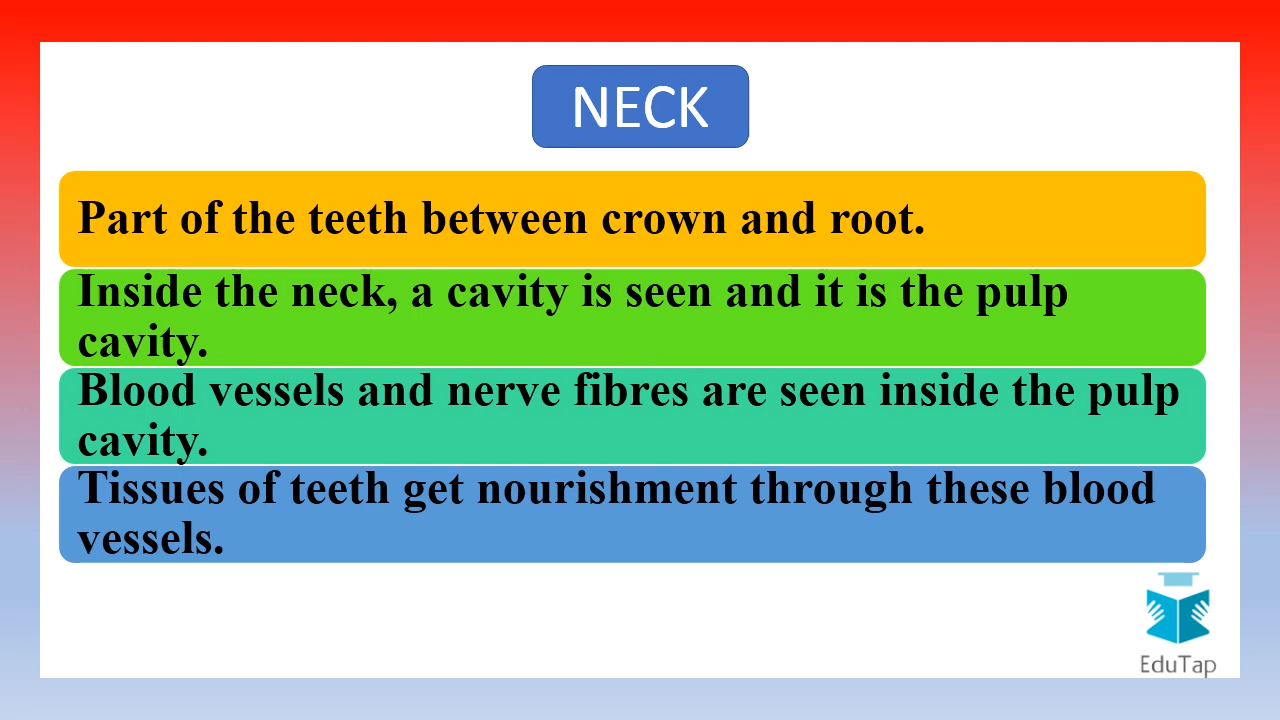 NECK
Part of the teeth between crown and root.
Inside the neck, a cavity is seen and it is the pulp
cavity.
Blood vessels and nerve fibres are seen inside the pulp
cavity.
Tissues of teeth get nourishment through these blood
vessels.
EduTap